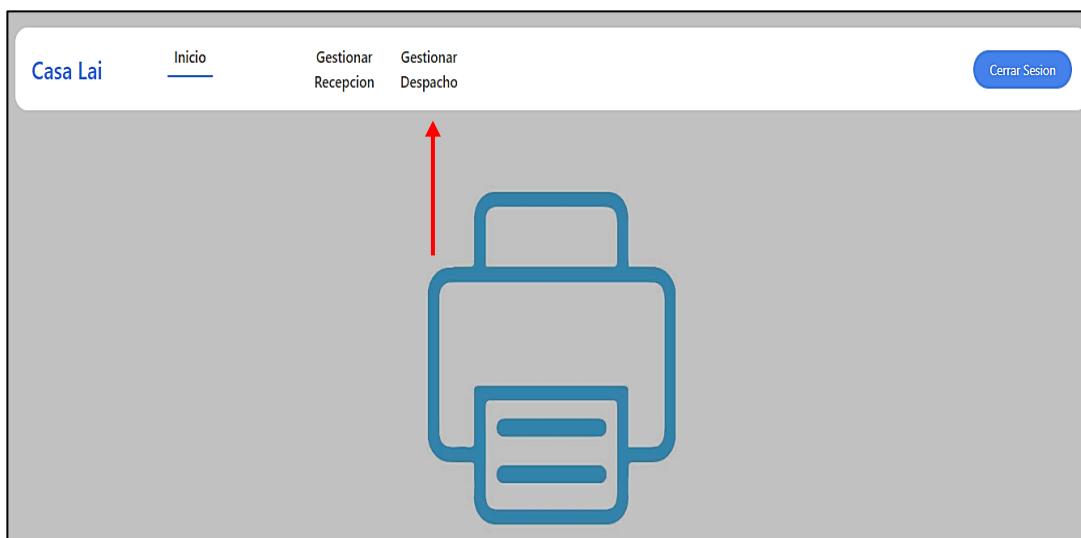 Casa Lai
Inicio
Gestionar
Recepcion
Gestionar
Despacho
Cerrar Sesion